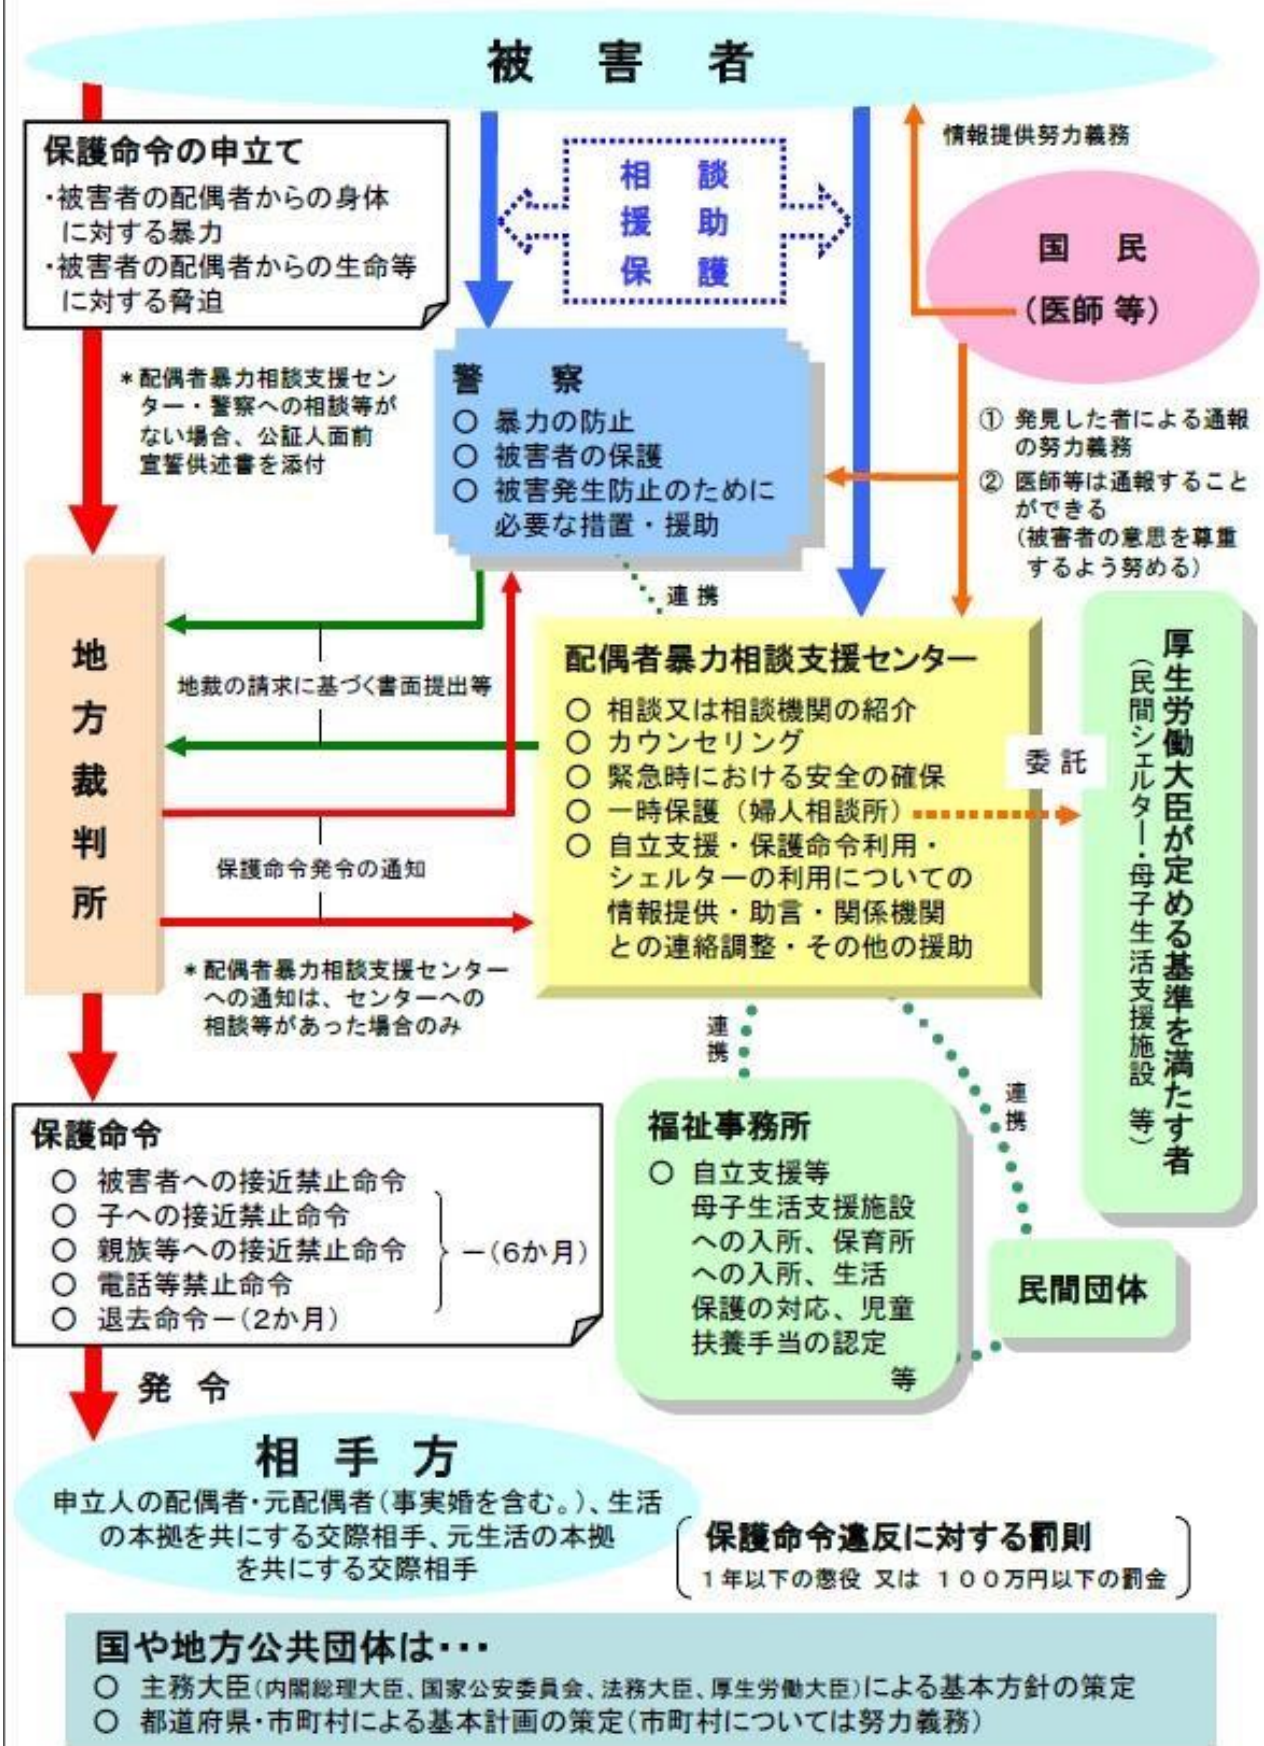 被 害 者
保護命令の申立て
・被害者の配偶者からの身体
に対する暴力
・被害者の配偶者からの生命等
に対する脅迫
相 談
援 助
保 護
情報提供努力義務
国 民
(医師 等)
*配偶者暴力相談支援セン
ター・警察への相談等が
ない場合、公証人面前
宣誓供述書を添付
警 察
○ 暴力の防止
○ 被害者の保護
○ 被害発生防止のために
必要な措置・援助
① 発見した者による通報
の努力義務
② 医師等は通報すること
ができる
(被害者の意思を尊重
するよう努める)
連 携
地方裁判所
地裁の請求に基づく書面提出等
保護命令発令の通知
*配偶者暴力相談支援センター
への通知は、センターへの
相談等があった場合のみ
配偶者暴力相談支援センター
○ 相談又は相談機関の紹介
○ カウンセリング
○ 緊急時における安全の確保
○ 一時保護(婦人相談所)
○ 自立支援・保護命令利用・
シェルターの利用についての
情報提供・助言・関係機関
との連絡調整・その他の援助
委 託
厚生労働大臣が定める基準を満たす者
(民間シェルター・母子生活支援施設 等)
連携
連携
保護命令
○ 被害者への接近禁止命令
○ 子への接近禁止命令
○ 親族等への接近禁止命令
○ 電話等禁止命令
-(6か月)
○ 退去命令-(2か月)
福祉事務所
○ 自立支援等
母子生活支援施設
への入所、保育所
への入所、生活
保護の対応、児童
扶養手当の認定
等
民間団体
発 令
相 手 方
申立人の配偶者・元配偶者(事実婚を含む。)、生活
の本拠を共にする交際相手、元生活の本拠
を共にする交際相手
保護命令違反に対する罰則
1年以下の懲役 又は 100万円以下の罰金
国や地方公共団体は・・・
○ 主務大臣(内閣総理大臣、国家公安委員会、法務大臣、厚生労働大臣)による基本方針の策定
○ 都道府県・市町村による基本計画の策定(市町村については努力義務)